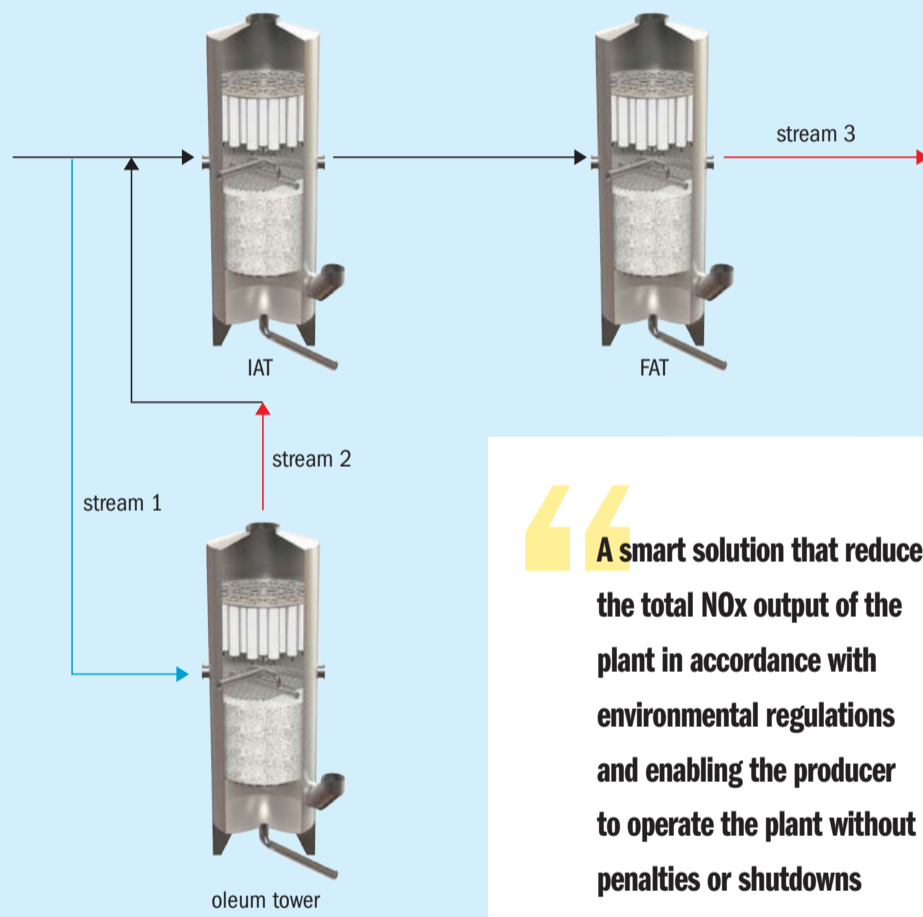 stream 3
IAT
FAT
stream 2
stream 1
oleum tower
“
A smart solution that reduce
the total NOx output of the
plant in accordance with
environmental regulations
and enabling the producer
to operate the plant without
penalties or shutdowns